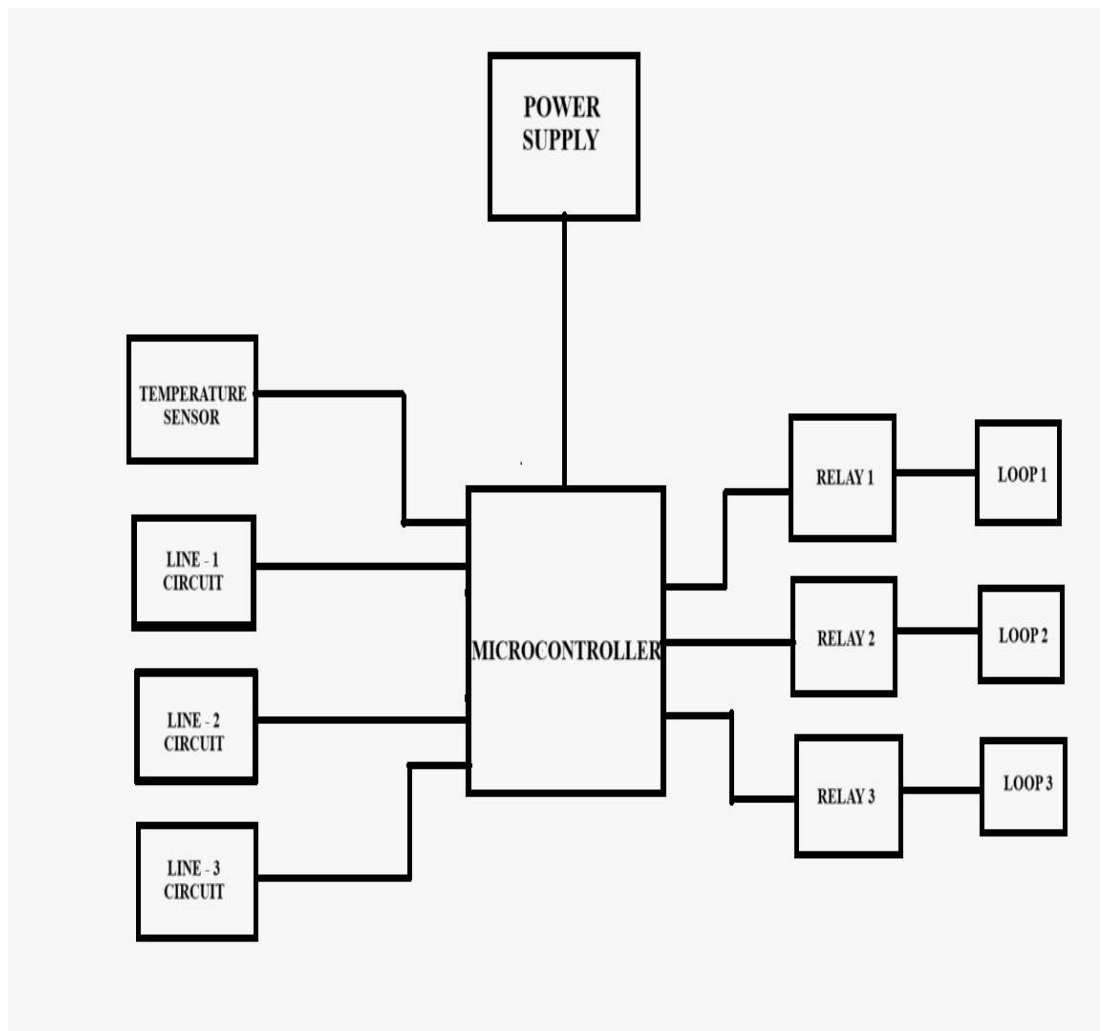 POWER
SUPPLY
TEMPERATURE
SENSOR
LINE - 1
CIRCUIT
LINE - 2
CIRCUIT
LINE - 3
CIRCUIT
MICROCONTROLLER
RELAY 1
LOOP 1
RELAY 2
LOOP 2
RELAY 3
LOOP 3